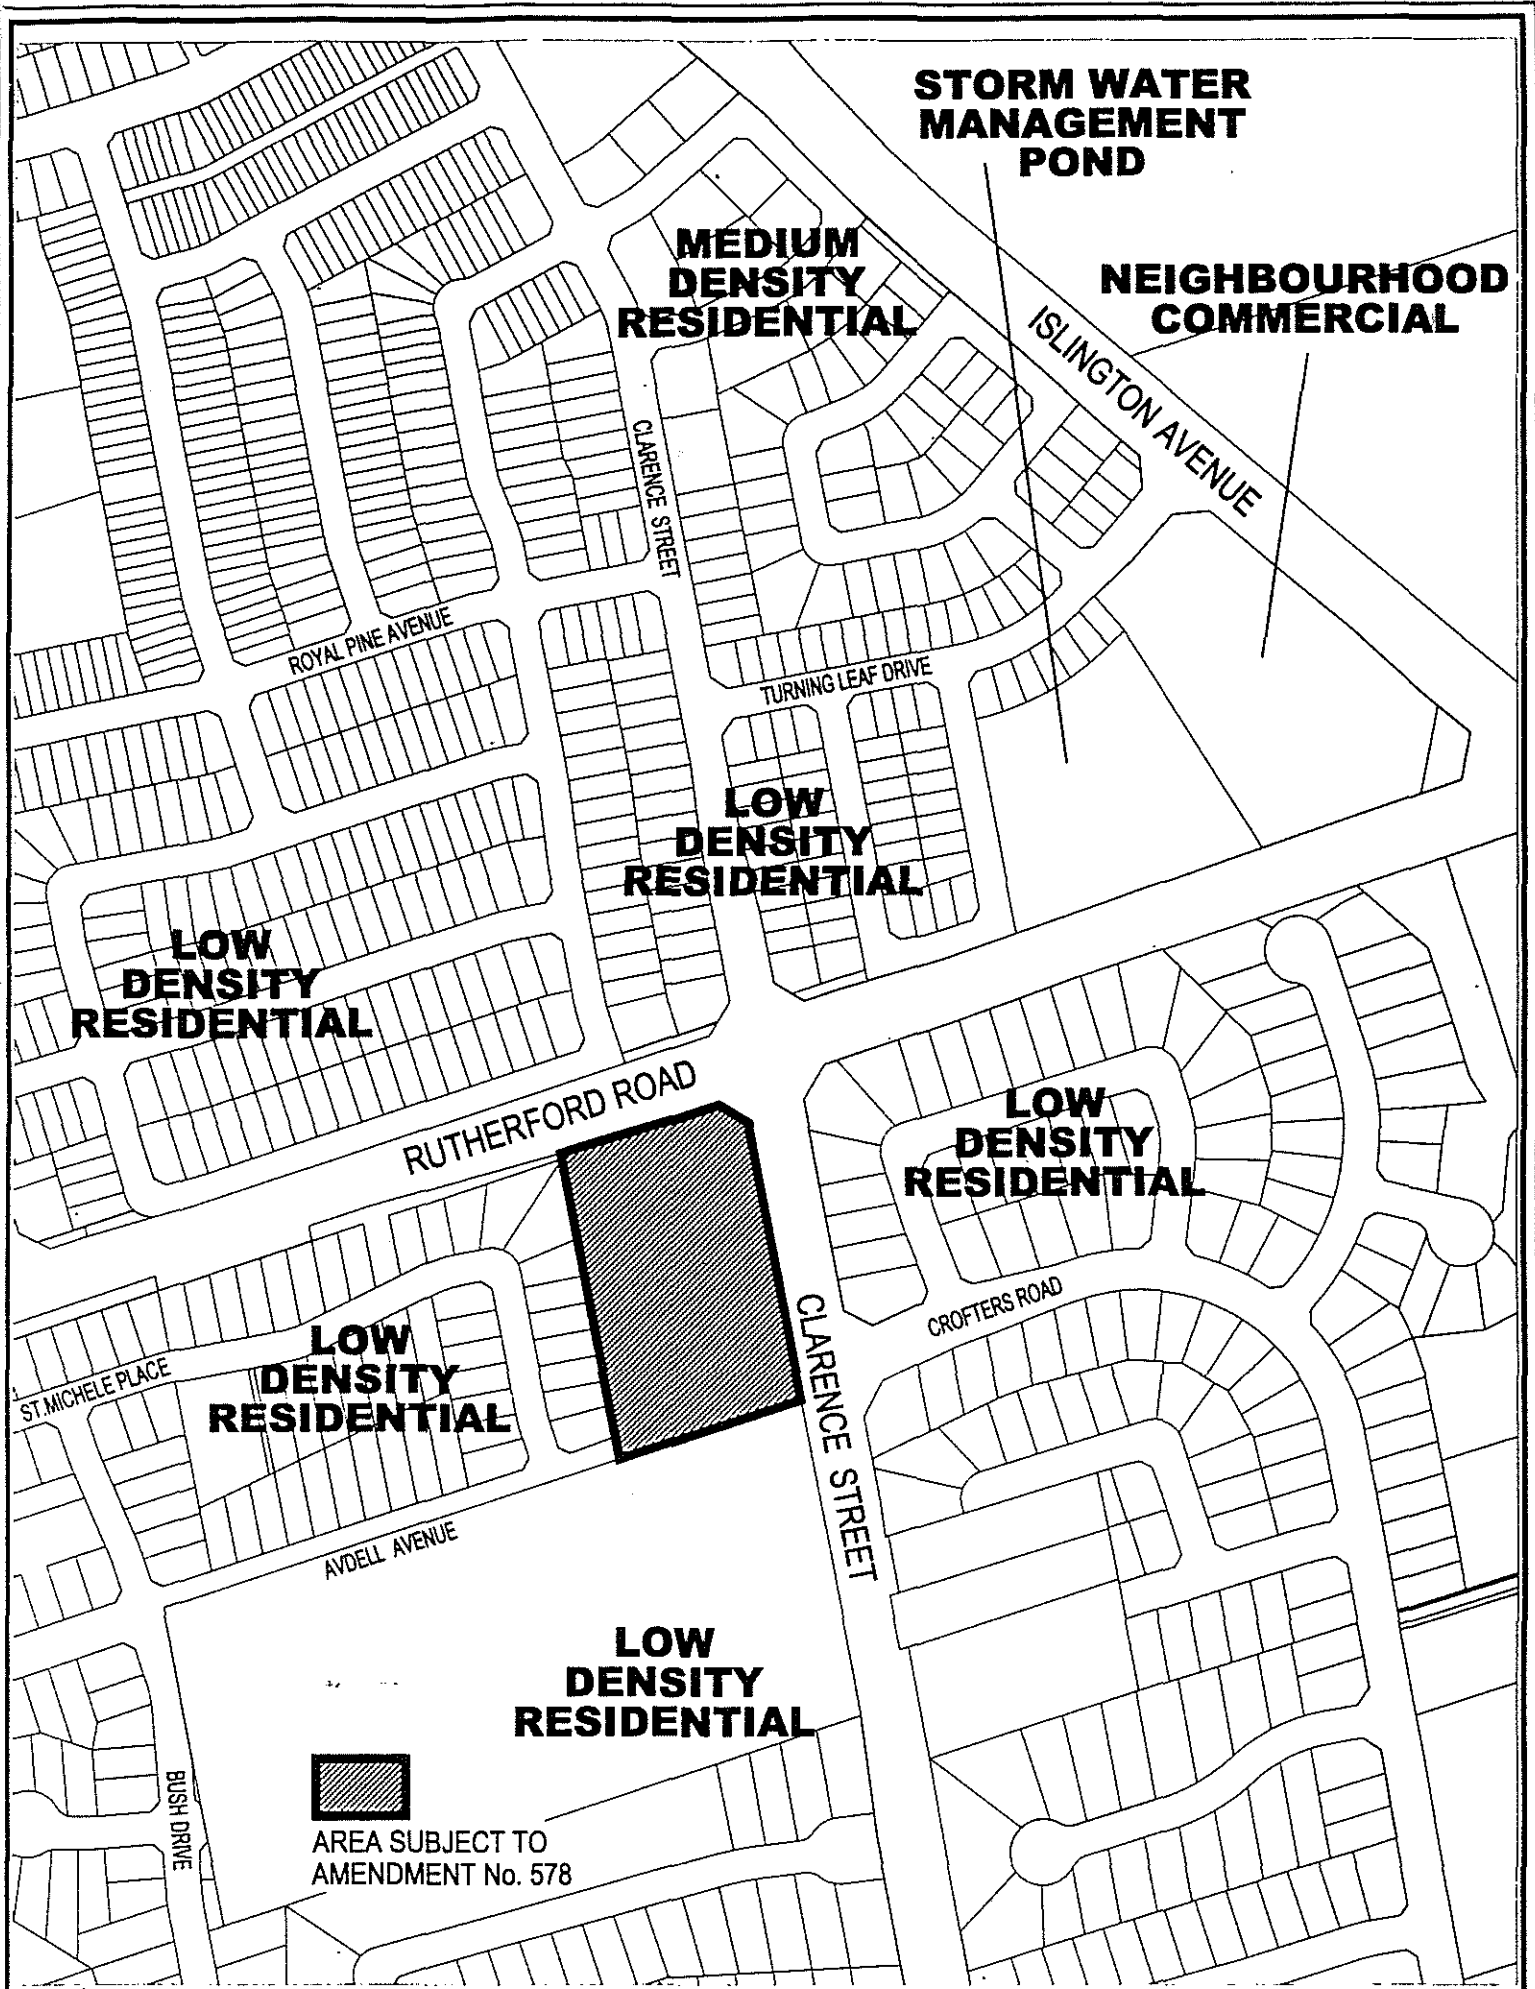 STORM WATER
MANAGEMENT
POND
MEDIUM
DENSITY
RESIDENTIAL
NEIGHBOURHOOD
COMMERCIAL
ISLINGTON AVENUE
CLARENCE STREET
ROYAL PINE AVENUE
TURNING LEAF DRIVE
LOW
DENSITY
RESIDENTIAL
LOW
DENSITY
RESIDENTIAL
RUTHERFORD ROAD
LOW
DENSITY
RESIDENTIAL
CROFTERS ROAD
CLARENCE STREET
LOW
DENSITY
RESIDENTIAL
ST.MICHELE PLACE
AVDELL AVENUE
LOW
DENSITY
RESIDENTIAL
BUSH DRIVE
AREA SUBJECT TO
AMENDMENT No. 578